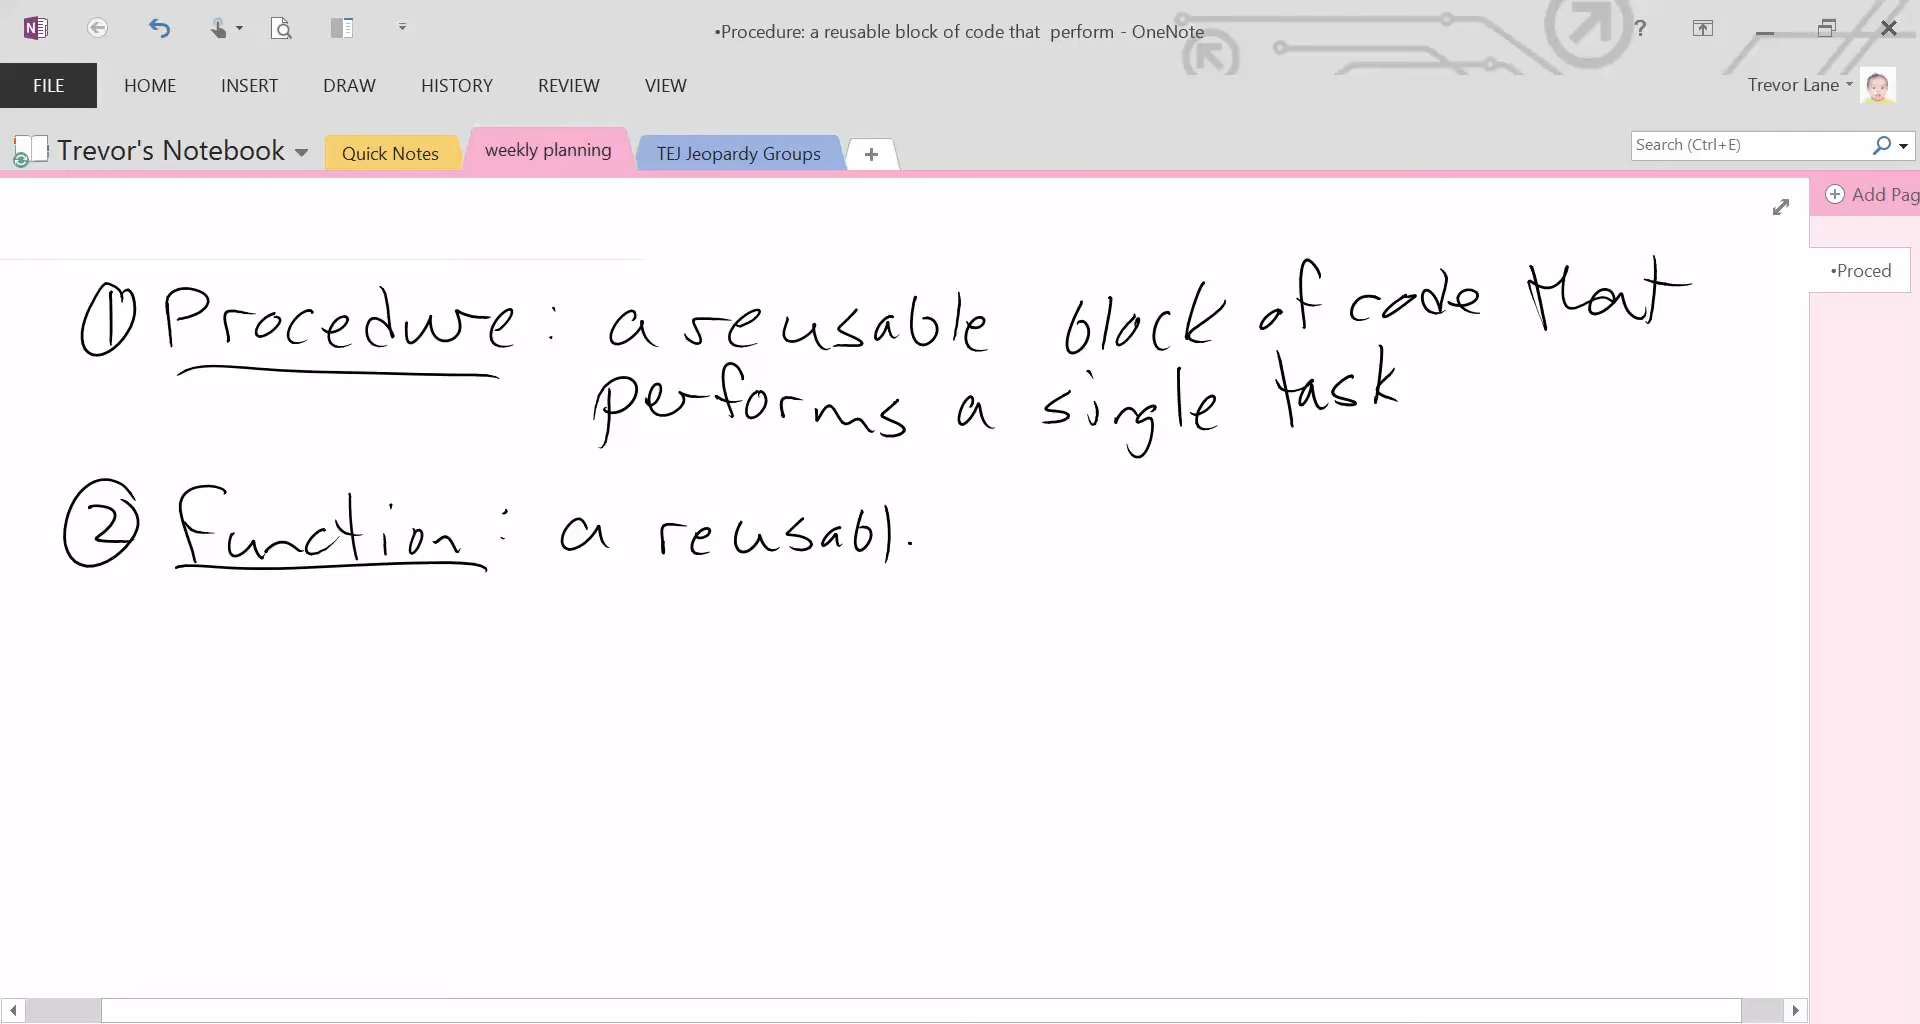 •Procedure: a reusable block of code that perform - OneNote
?
FILE HOME INSERT DRAW HISTORY REVIEW VIEW
Trevor Lane
Trevor's Notebook Quick Notes weekly planning TEJ Jeopardy Groups +
Search (Ctrl+E)
Add Pag
•Proced
① Procedure: a reusable block of code that
performs a single task
② Function: a reusabl.